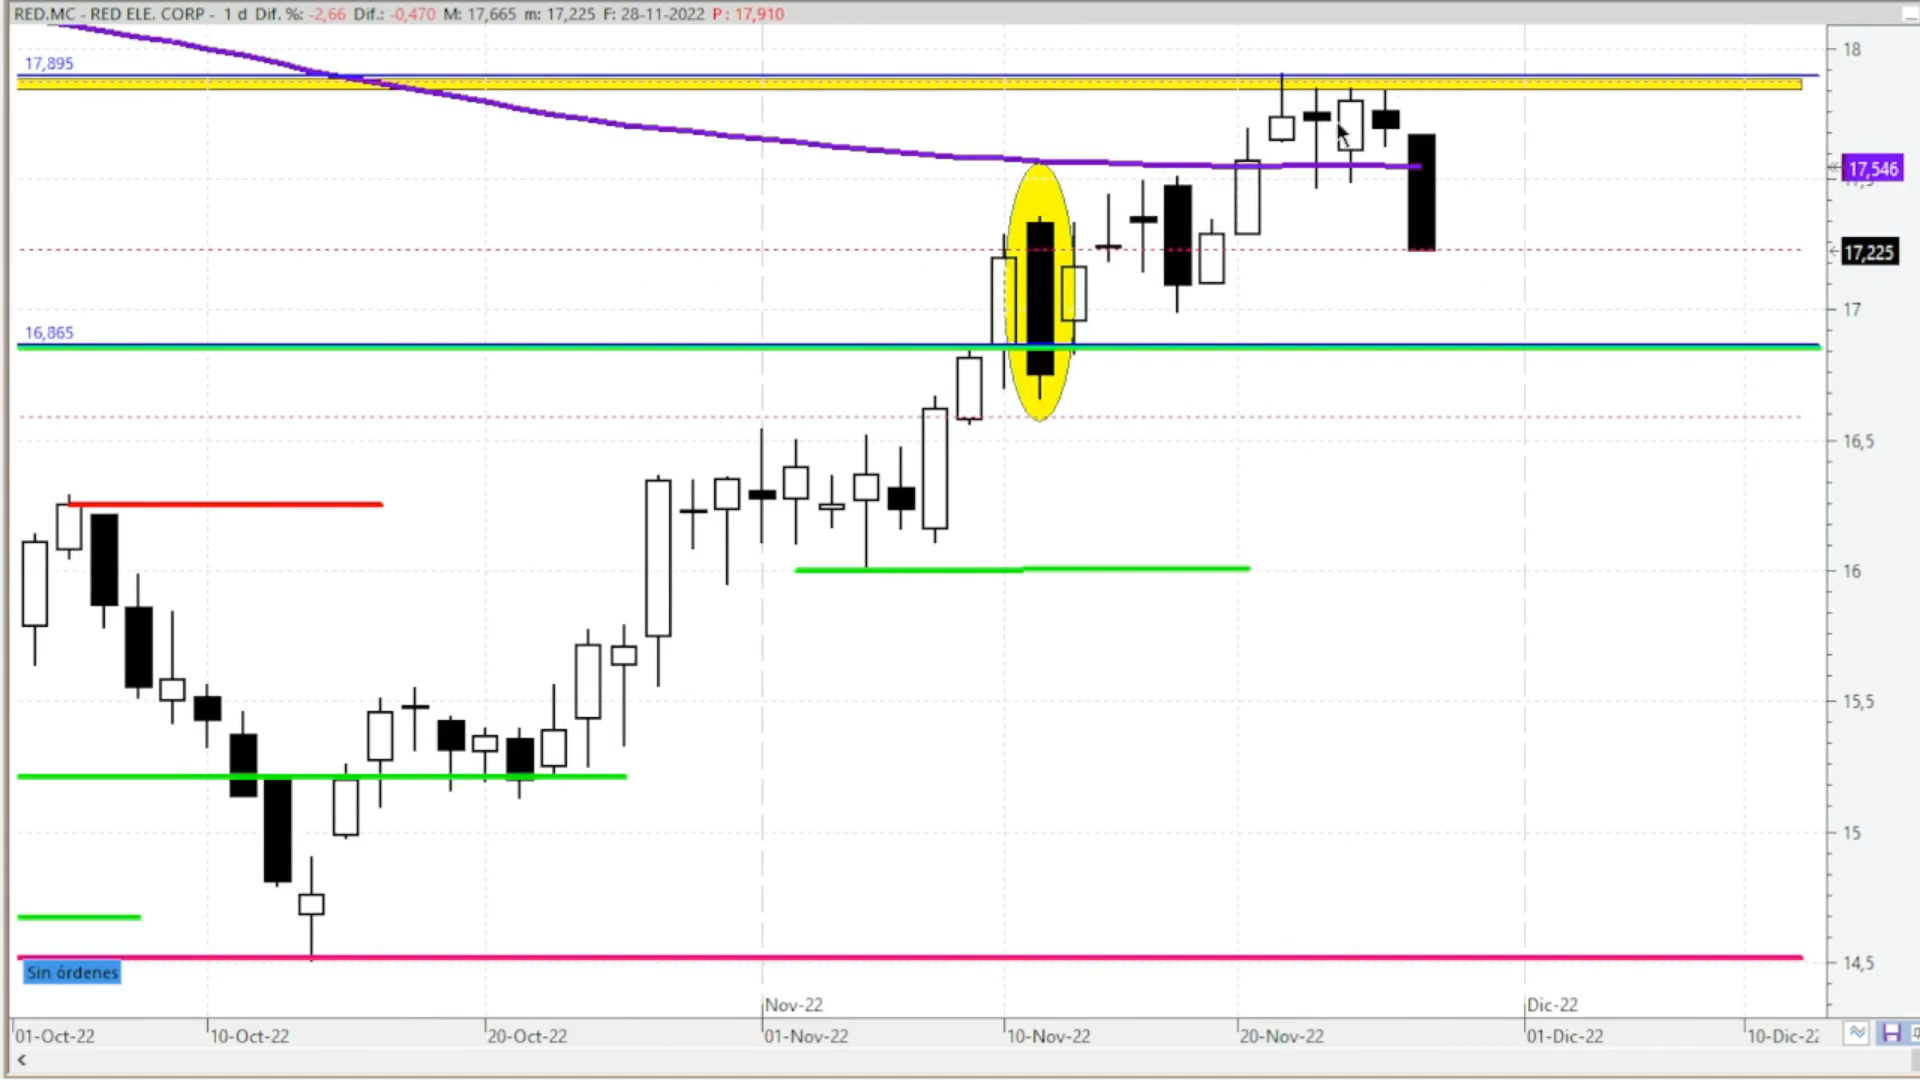 RED.MC - RED ELE. CORP - 1 d Dif. %: -2,66 Dif.: -0,470 M: 17,665 m: 17,225 F: 28-11-2022 P: 17,910
18
17,895
17,546
17,225
17
16,865
16,5
16
15,5
15
14,5
Sin órdenes
Nov-22 Dic-22
01-Oct-22 10-Oct-22 20-Oct-22 01-Nov-22 10-Nov-22 20-Nov-22 01-Dic-22 10-Dic-22